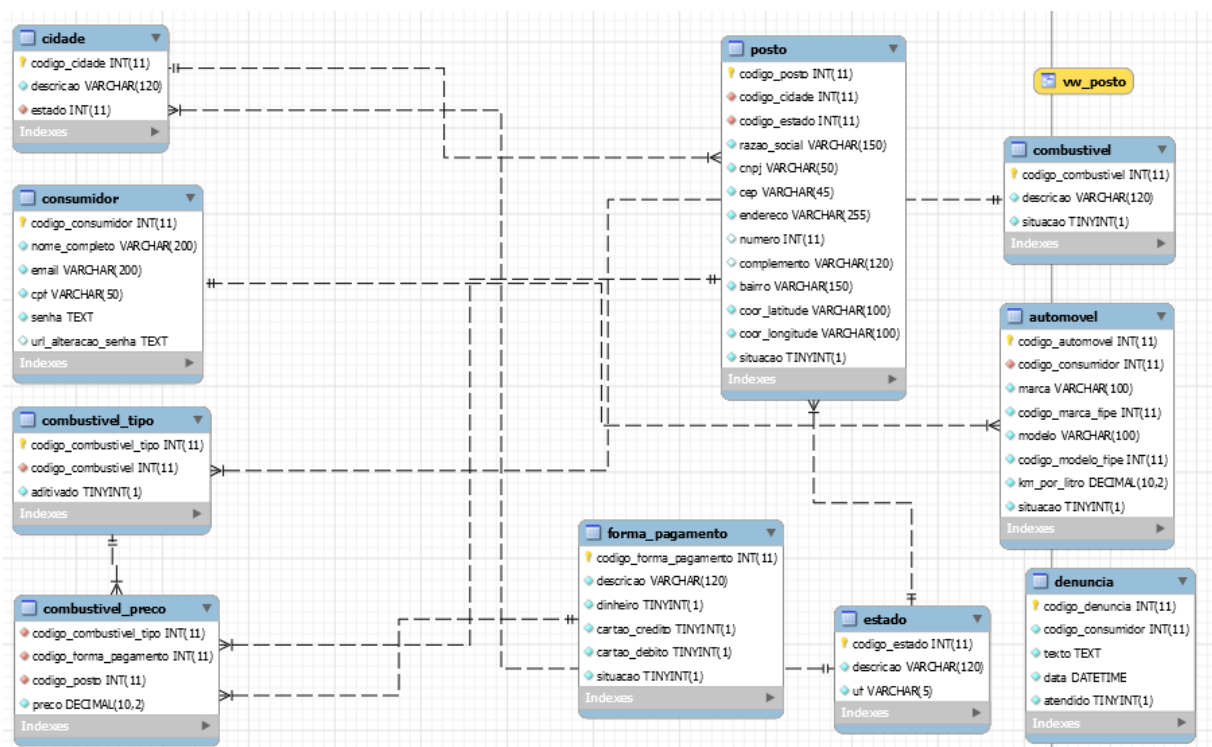 cidade
codigo_cidade INT(11)
descricao VARCHAR(120)
estado INT(11)
Indexes
consumidor
codigo_consumidor INT(11)
nome_completo VARCHAR(200)
email VARCHAR(200)
cpf VARCHAR(50)
senha TEXT
url_alteracao_senha TEXT
Indexes
combustivel_tipo
codigo_combustivel_tipo INT(11)
codigo_combustivel INT(11)
aditivado TINYINT(1)
Indexes
combustivel_preco
codigo_combustivel_tipo INT(11)
codigo_forma_pagamento INT(11)
codigo_posto INT(11)
preco DECIMAL(10,2)
Indexes
posto
codigo_posto INT(11)
codigo_cidade INT(11)
codigo_estado INT(11)
razao_social VARCHAR(150)
cnpj VARCHAR(50)
cep VARCHAR(45)
endereco VARCHAR(255)
numero INT(11)
complemento VARCHAR(120)
bairro VARCHAR(150)
coor_latitude VARCHAR(100)
coor_longitude VARCHAR(100)
situacao TINYINT(1)
Indexes
forma_pagamento
codigo_forma_pagamento INT(11)
descricao VARCHAR(120)
dinheiro TINYINT(1)
cartao_credito TINYINT(1)
cartao_debito TINYINT(1)
situacao TINYINT(1)
Indexes
estado
codigo_estado INT(11)
descricao VARCHAR(120)
uf VARCHAR(5)
Indexes
vw_posto
combustivel
codigo_combustivel INT(11)
descricao VARCHAR(120)
situacao TINYINT(1)
Indexes
automovel
codigo_automovel INT(11)
codigo_consumidor INT(11)
marca VARCHAR(100)
codigo_marca_fipe INT(11)
modelo VARCHAR(100)
codigo_modelo_fipe INT(11)
km_por_litro DECIMAL(10,2)
situacao TINYINT(1)
Indexes
denuncia
codigo_denuncia INT(11)
codigo_consumidor INT(11)
texto TEXT
data DATETIME
atendido TINYINT(1)
Indexes